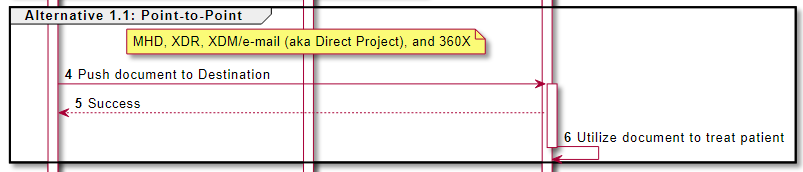 Alternative 1.1: Point-to-Point
MHD, XDR, XDM/e-mail (aka Direct Project), and 360X
4 Push document to Destination
5 Success
6 Utilize document to treat patient